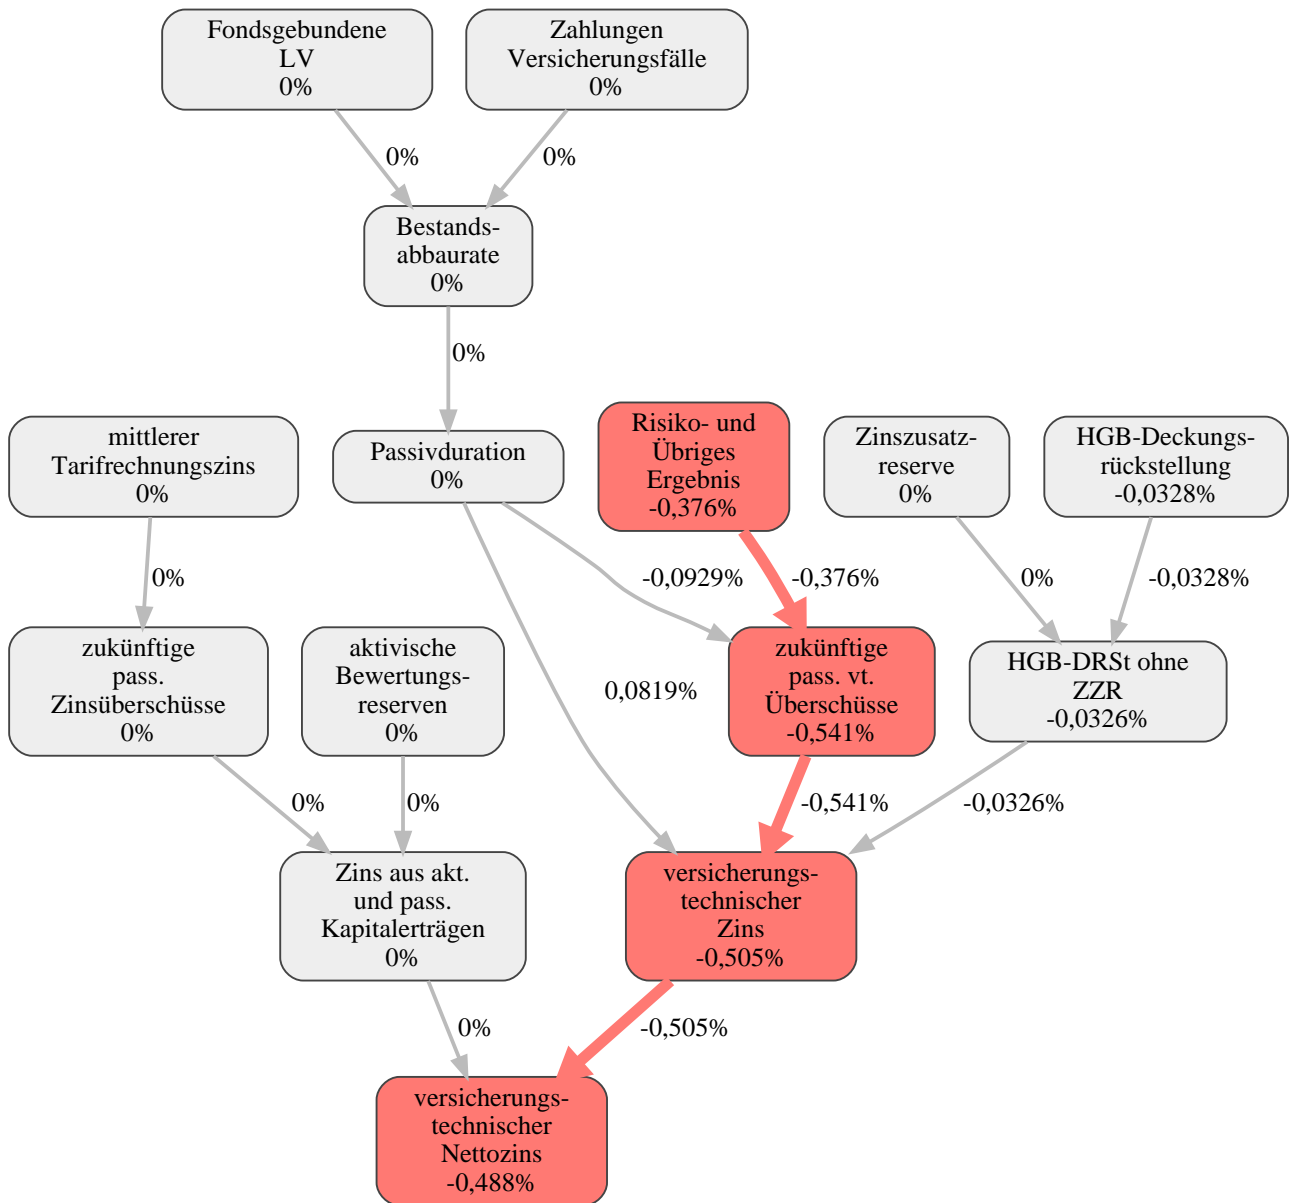 Fondsgebundene
LV
0%
Zahlungen
Versicherungsfälle
0%
0%
0%
Bestands-
abbaurate
0%
0%
mittlerer
Tarifrechnungszins
0%
Passivduration
0%
Risiko- und
Übriges
Ergebnis
-0,376%
Zinszusatz-
reserve
0%
HGB-Deckungs-
rückstellung
-0,0328%
0%
-0,0929%
-0,376%
0%
-0,0328%
zukünftige
pass.
Zinsüberschüsse
0%
aktivische
Bewertungs-
reserven
0%
0,0819%
zukünftige
pass. vt.
Überschüsse
-0,541%
HGB-DRSt ohne
ZZR
-0,0326%
0%
0%
-0,541%
-0,0326%
Zins aus akt.
und pass.
Kapitalerträgen
0%
versicherungs-
technischer
Zins
-0,505%
0%
-0,505%
versicherungs-
technischer
Nettozins
-0,488%